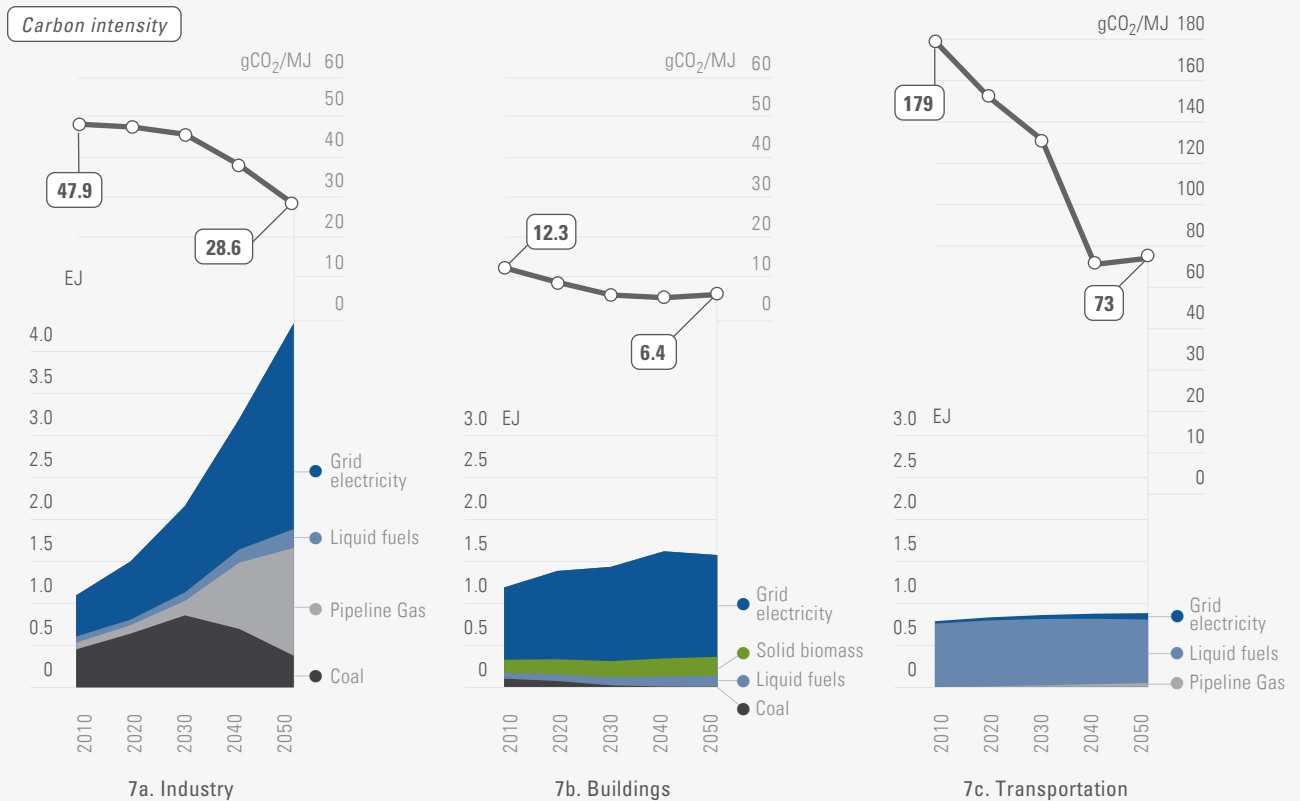 Carbon intensity
gCO2/MJ 60
50
40
30
20
10
0
47.9
28.6
EJ
4.0
3.5
3.0
2.5
2.0
1.5
1.0
0.5
0
Grid
electricity
Liquid fuels
Pipeline Gas
Coal
2010
2020
2030
2040
2050
7a. Industry
gCO2/MJ 60
50
40
30
20
10
0
12.3
6.4
3.0 EJ
2.5
2.0
1.5
1.0
0.5
0
Grid
electricity
Solid biomass
Liquid fuels
Coal
2010
2020
2030
2040
2050
7b. Buildings
gCO2/MJ 180
160
140
120
100
80
60
40
30
20
10
0
179
73
3.0 EJ
2.5
2.0
1.5
1.0
0.5
0
Grid
electricity
Liquid fuels
Pipeline Gas
2010
2020
2030
2040
2050
7c. Transportation